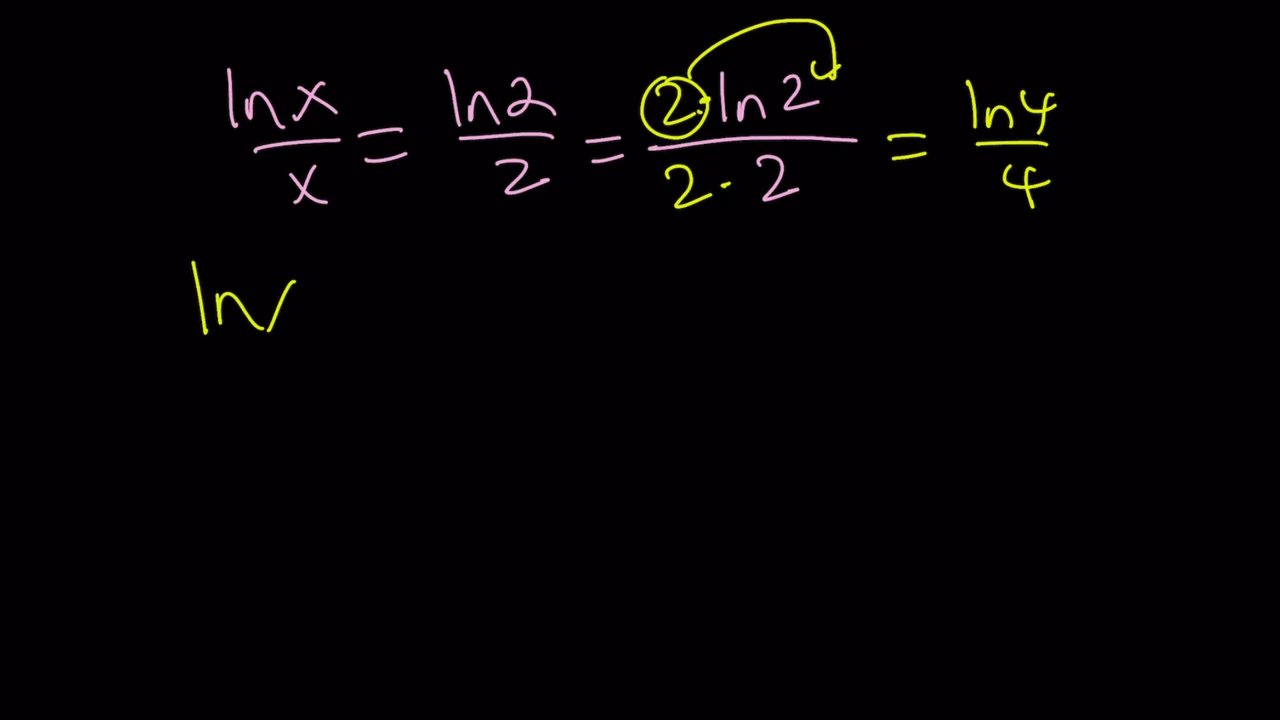 ln x / x = ln 2 / 2 = 2 · ln 2 / 2 · 2 = ln 4 / 4
ln